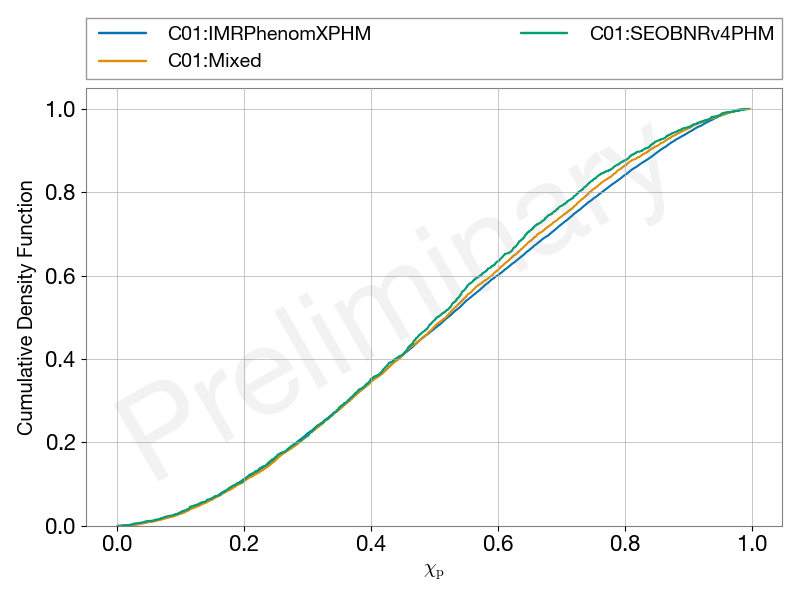 C01:IMRPhenomXPHM
C01:Mixed
C01:SEOBNRv4PHM
Cumulative Density Function
1.0
0.8
0.6
0.4
0.2
0.0
Preliminary
0.0 0.2 0.4 0.6 0.8 1.0
χp